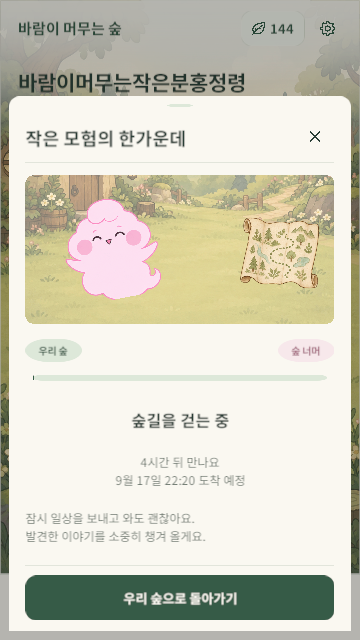 바람이 머무는 숲
144
바람이머무는작은분홍정령
작은 모험의 한가운데
우리 숲
숲 너머
숲길을 걷는 중
4시간 뒤 만나요
9월 17일 22:20 도착 예정
잠시 일상을 보내고 와도 괜찮아요.
발견한 이야기를 소중히 챙겨 올게요.
우리 숲으로 돌아가기